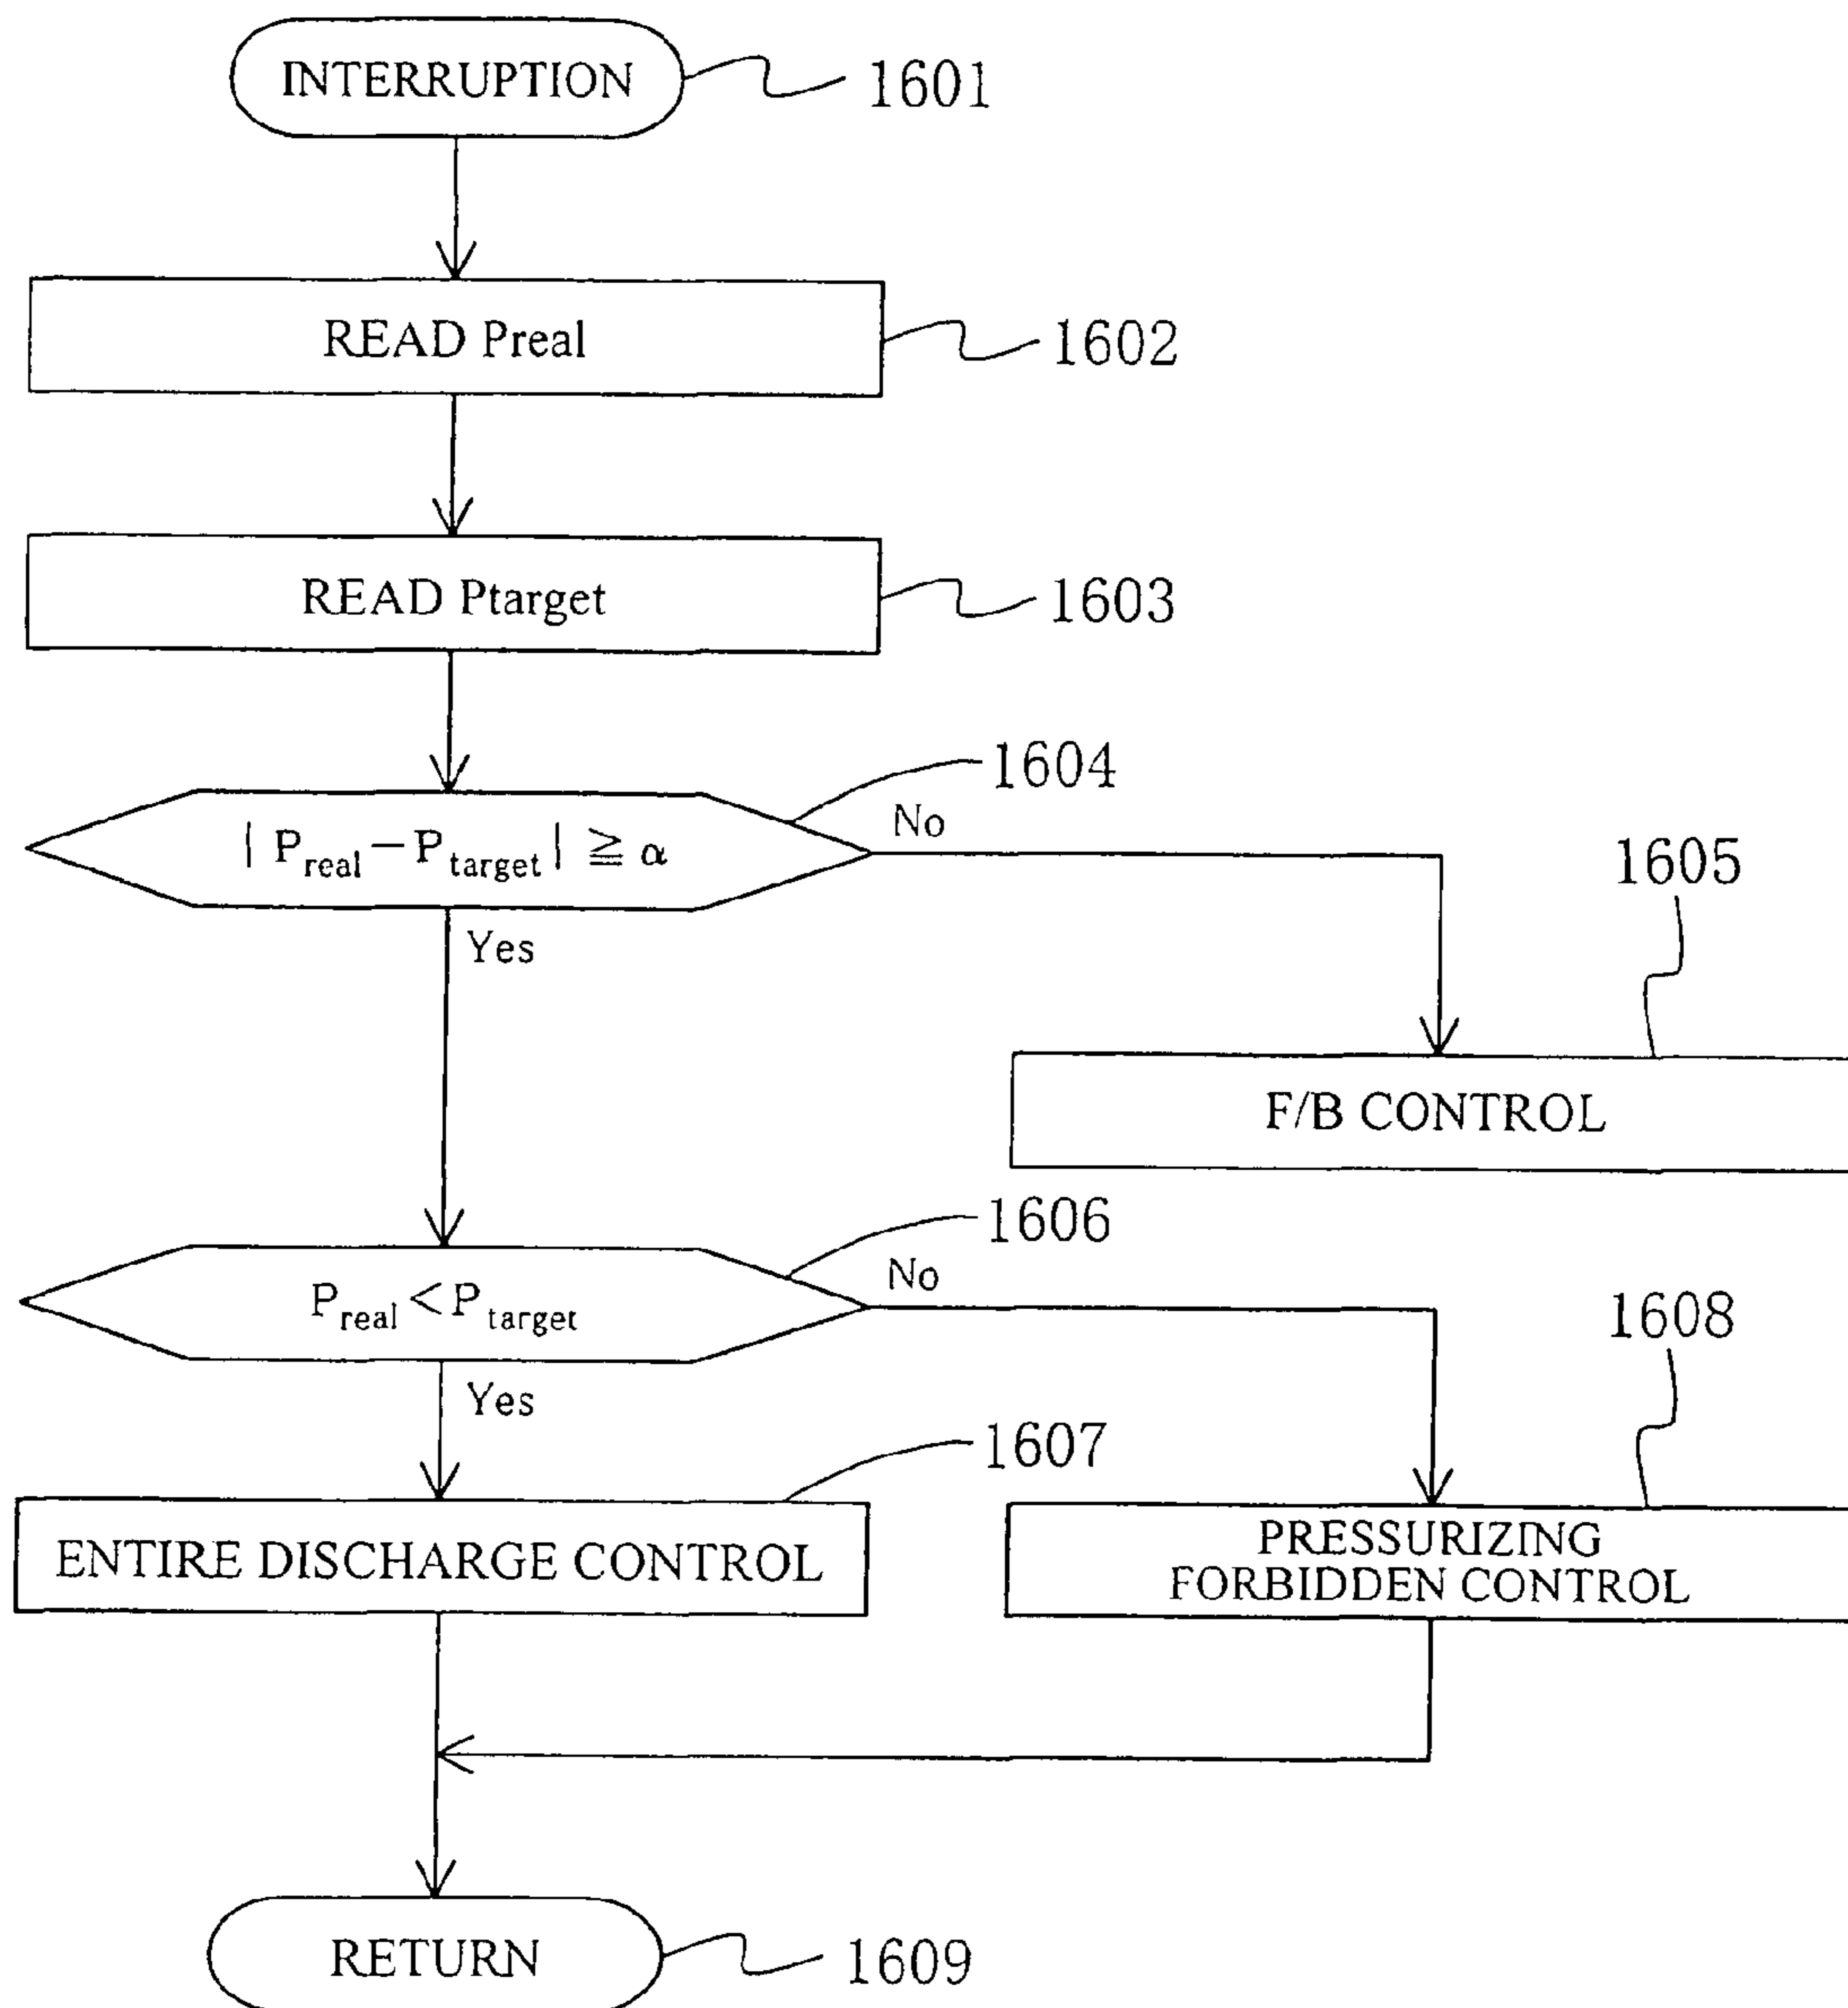 INTERRUPTION
1601
READ Preal
1602
READ Ptarget
1603
1604
| Preal − Ptarget | ≧ α
No
Yes
1605
F/B CONTROL
1606
Preal < Ptarget
No
Yes
1608
1607
ENTIRE DISCHARGE CONTROL
PRESSURIZING
FORBIDDEN CONTROL
RETURN
1609